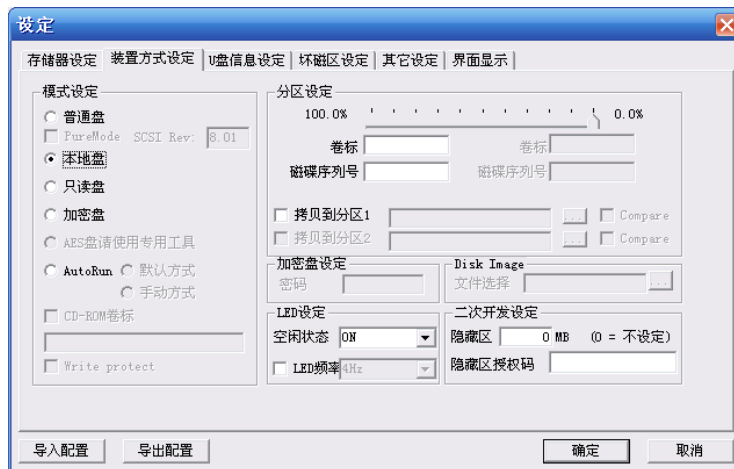 设定
存储器设定 装置方式设定 U盘信息设定 坏磁区设定 其它设定 界面显示
模式设定
普通盘
PureMode SCSI Rev: 8.01
本地盘
只读盘
加密盘
AES盘请使用专用工具
AutoRun 默认方式
手动方式
CD-ROM卷标
Write protect
分区设定
100.0% 0.0%
卷标 卷标
磁碟序列号 磁碟序列号
拷贝到分区1 ... Compare
拷贝到分区2 ... Compare
加密盘设定
密码
Disk Image
文件选择 ...
LED设定
空闲状态 ON
LED频率 4Hz
二次开发设定
隐藏区 0 MB (0 = 不设定)
隐藏区授权码
导入配置 导出配置 确定 取消